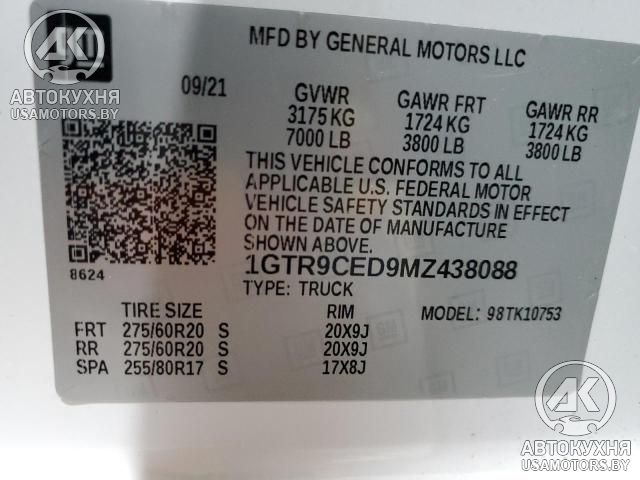 GM
MFD BY GENERAL MOTORS LLC
АВТОКУХНЯ
USAMOTORS.BY
09/21 GVWR GAWR FRT GAWR RR
3175 KG 1724 KG 1724 KG
7000 LB 3800 LB 3800 LB
THIS VEHICLE CONFORMS TO ALL
APPLICABLE U.S. FEDERAL MOTOR
VEHICLE SAFETY STANDARDS IN EFFECT
ON THE DATE OF MANUFACTURE
SHOWN ABOVE.
8624 1GTR9CED9MZ438088
TYPE: TRUCK
TIRE SIZE RIM MODEL: 98TK10753
FRT 275/60R20 S 20X9J
RR 275/60R20 S 20X9J
SPA 255/80R17 S 17X8J
AK
АВТОКУХНЯ
USAMOTORS.BY